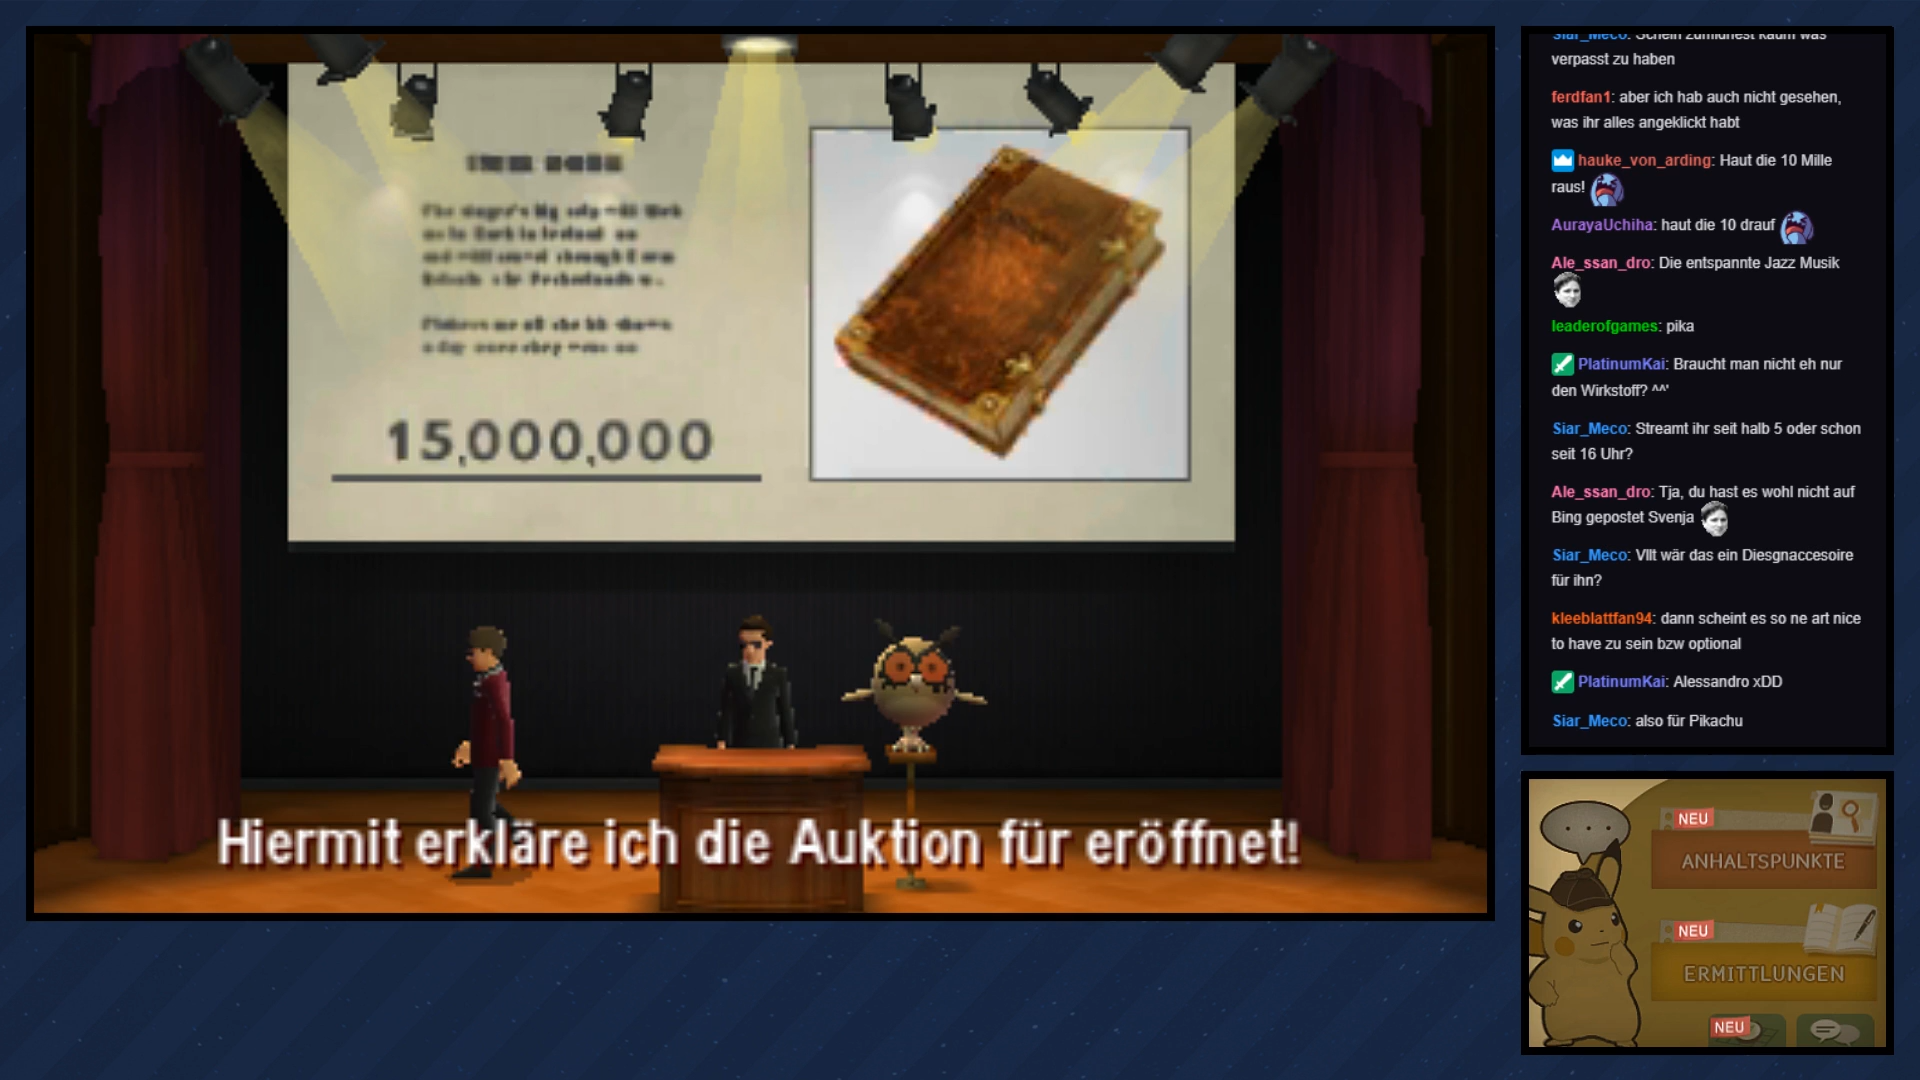 15,000,000
Hiermit erkläre ich die Auktion für eröffnet!
Siar_Meco: Schein zumidnest kaum was
verpasst zu haben
ferdfan1: aber ich hab auch nicht gesehen,
was ihr alles angeklickt habt
hauke_von_arding: Haut die 10 Mille
raus!
AurayaUchiha: haut die 10 drauf
Ale_ssan_dro: Die entspannte Jazz Musik
leaderofgames: pika
PlatinumKai: Braucht man nicht eh nur
den Wirkstoff? ^^'
Siar_Meco: Streamt ihr seit halb 5 oder schon
seit 16 Uhr?
Ale_ssan_dro: Tja, du hast es wohl nicht auf
Bing gepostet Svenja
Siar_Meco: Vllt wär das ein Diesgnaccesoire
für ihn?
kleeblattfan94: dann scheint es so ne art nice
to have zu sein bzw optional
PlatinumKai: Alessandro xDD
Siar_Meco: also für Pikachu
...
NEU
ANHALTSPUNKTE
NEU
ERMITTLUNGEN
NEU